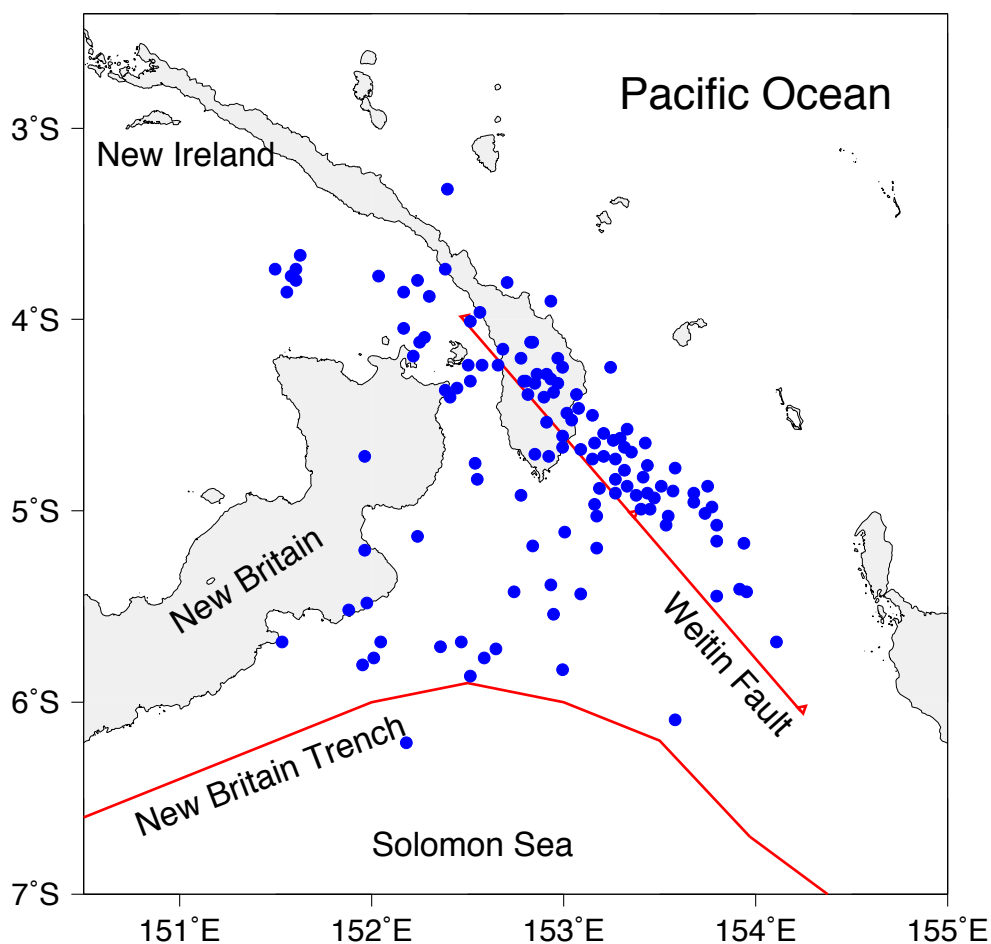 Pacific Ocean
3˚S
New Ireland
4˚S
5˚S
New Britain
Weitin Fault
6˚S
New Britain Trench
Solomon Sea
7˚S
151˚E
152˚E
153˚E
154˚E
155˚E